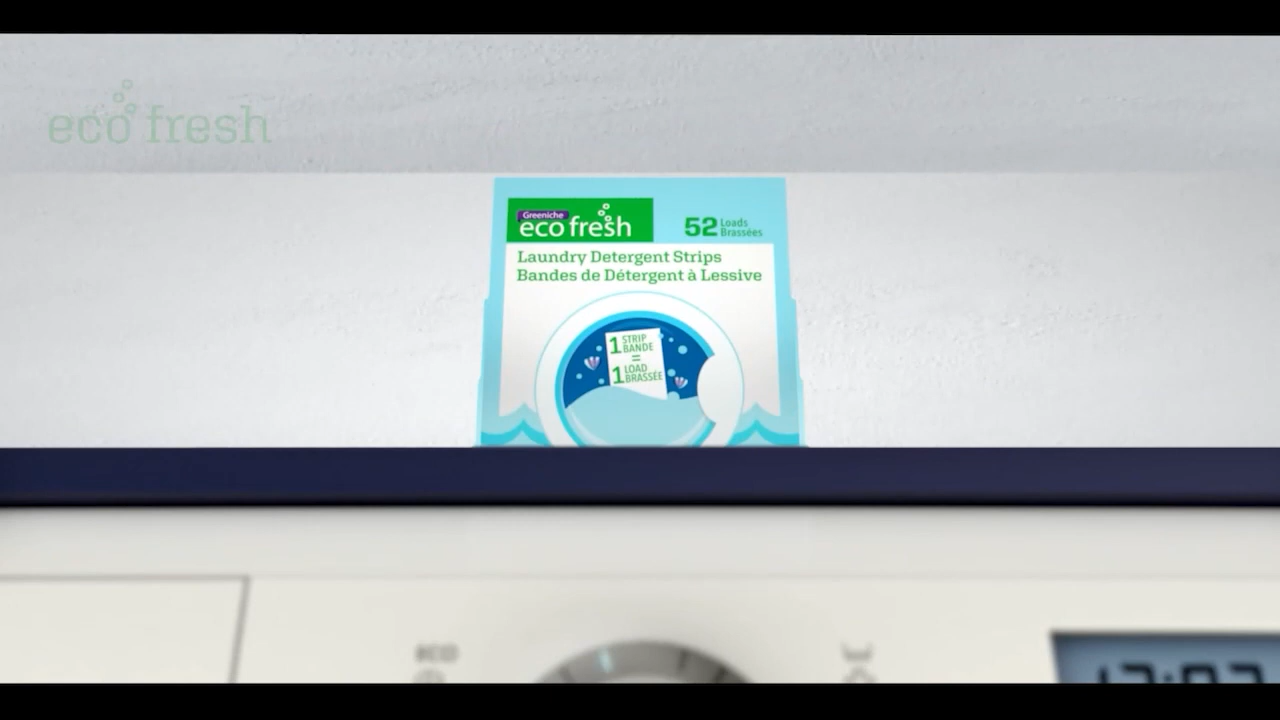 eco fresh
Greeniche
eco fresh
52 Loads
Brassées
Laundry Detergent Strips
Bandes de Détergent à Lessive
1 STRIP
BANDE
=
1 LOAD
BRASSÉE
eco